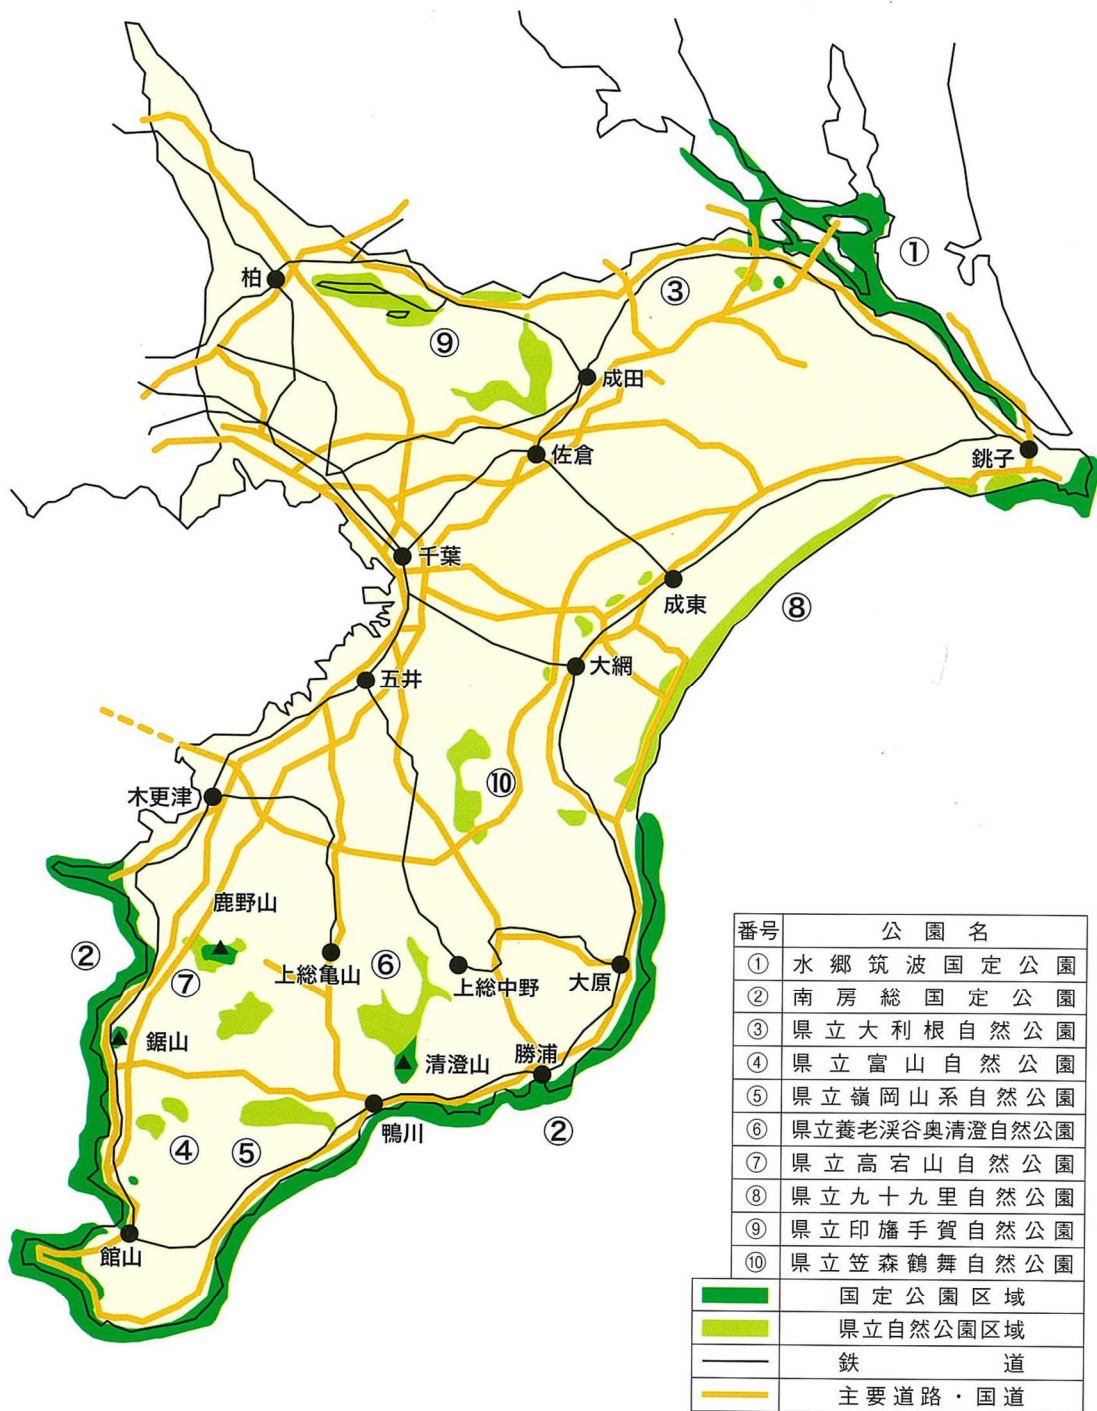 ①
柏
③
⑨
成田
佐倉
銚子
千葉
成東
⑧
大網
五井
⑩
木更津
鹿野山
②
⑥
⑦
上総亀山
上総中野
大原
鋸山
清澄山
勝浦
鴨川
②
④
⑤
館山
番号 公園名
① 水郷筑波国定公園
② 南房総国定公園
③ 県立大利根自然公園
④ 県立富山自然公園
⑤ 県立嶺岡山系自然公園
⑥ 県立養老渓谷奥清澄自然公園
⑦ 県立高宕山自然公園
⑧ 県立九十九里自然公園
⑨ 県立印旛手賀自然公園
⑩ 県立笠森鶴舞自然公園
国定公園区域
県立自然公園区域
鉄道
主要道路・国道